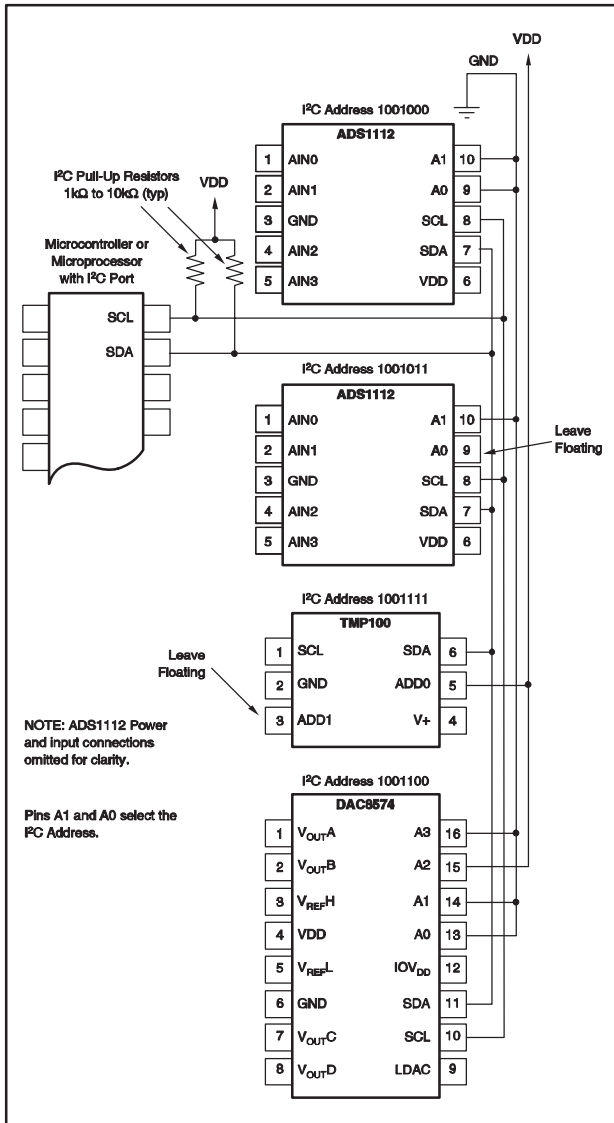 VDD
GND
I²C Address 1001000
ADS1112
1 AIN0 A1 10
2 AIN1 A0 9
3 GND SCL 8
4 AIN2 SDA 7
5 AIN3 VDD 6
I²C Pull-Up Resistors
1kΩ to 10kΩ (typ)
VDD
Microcontroller or
Microprocessor
with I²C Port
SCL
SDA
I²C Address 1001011
ADS1112
1 AIN0 A1 10
2 AIN1 A0 9
3 GND SCL 8
4 AIN2 SDA 7
5 AIN3 VDD 6
Leave
Floating
I²C Address 1001111
TMP100
1 SCL SDA 6
2 GND ADD0 5
3 ADD1 V+ 4
Leave
Floating
NOTE: ADS1112 Power
and input connections
omitted for clarity.
Pins A1 and A0 select the
I²C Address.
I²C Address 1001100
DAC8574
1 VOUTA A3 16
2 VOUTB A2 15
3 VREFH A1 14
4 VDD A0 13
5 VREFL IOVDD 12
6 GND SDA 11
7 VOUTC SCL 10
8 VOUTD LDAC 9